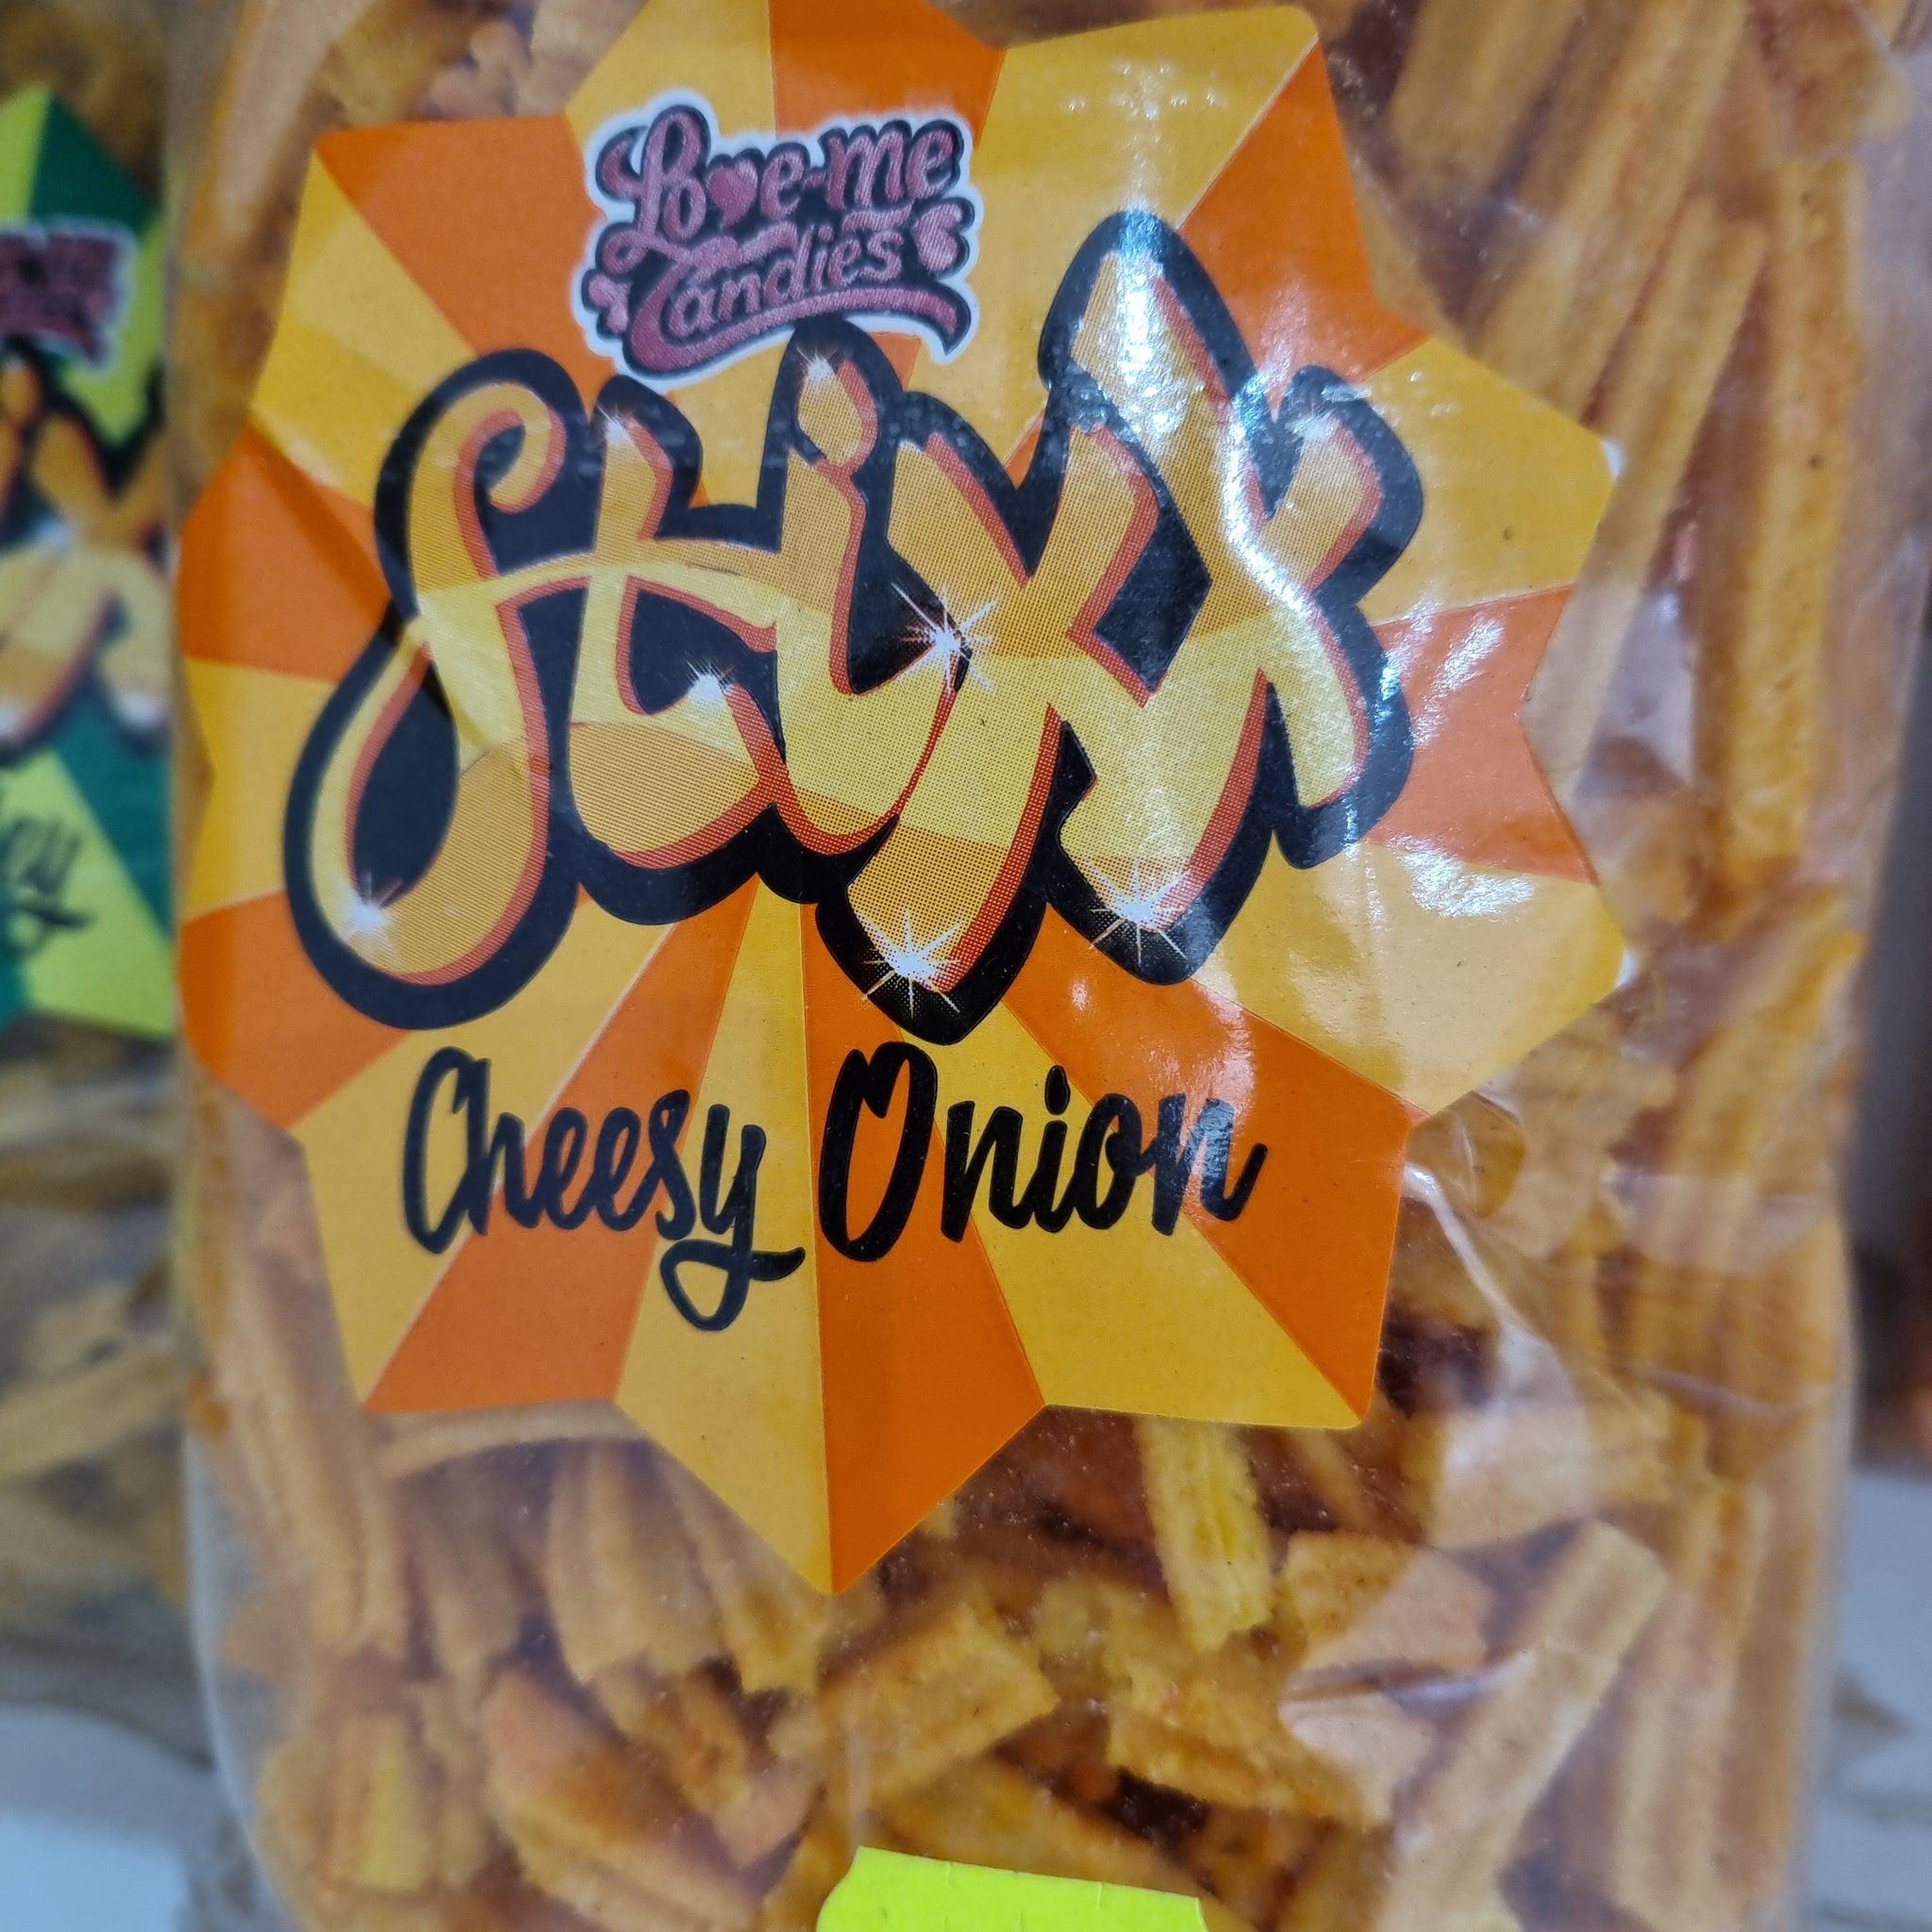 Love-me
Candies
Stixx
Cheesy Onion